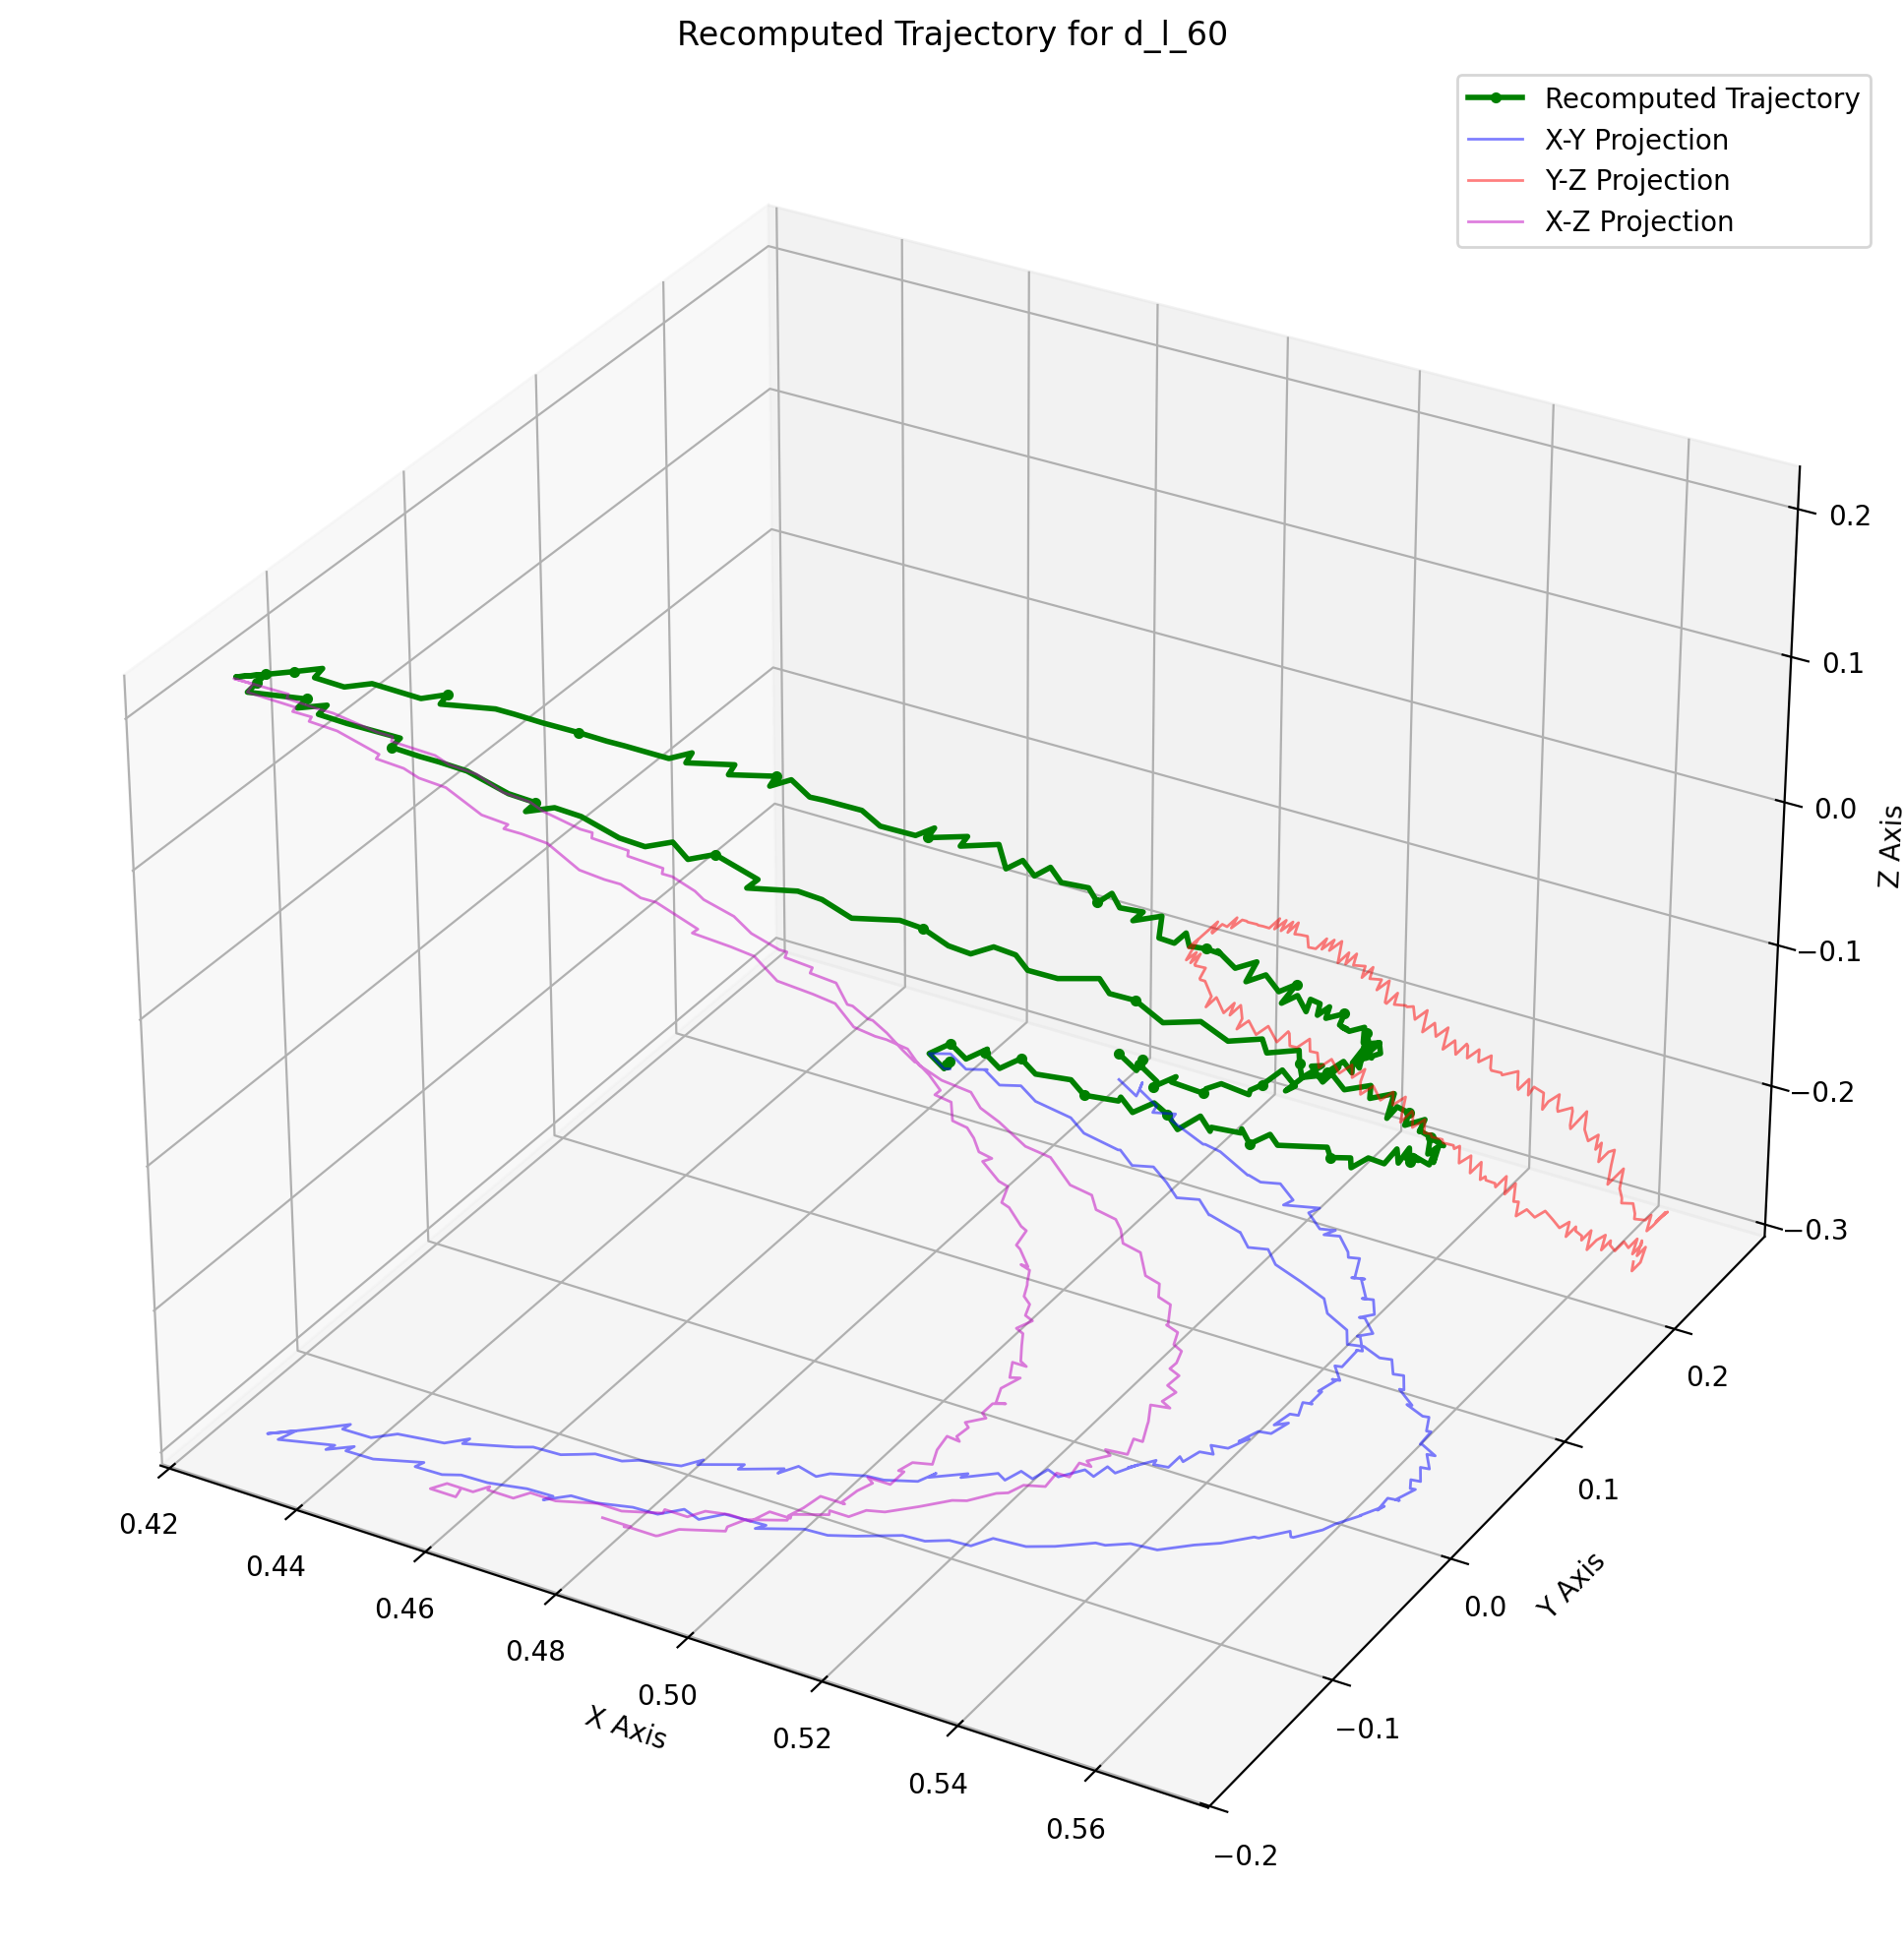 Recomputed Trajectory for d_l_60
Recomputed Trajectory
X-Y Projection
Y-Z Projection
X-Z Projection
0.2
0.1
0.0
−0.1
−0.2
−0.3
Z Axis
0.2
0.1
0.0
−0.1
−0.2
Y Axis
0.42
0.44
0.46
0.48
0.50
0.52
0.54
0.56
X Axis